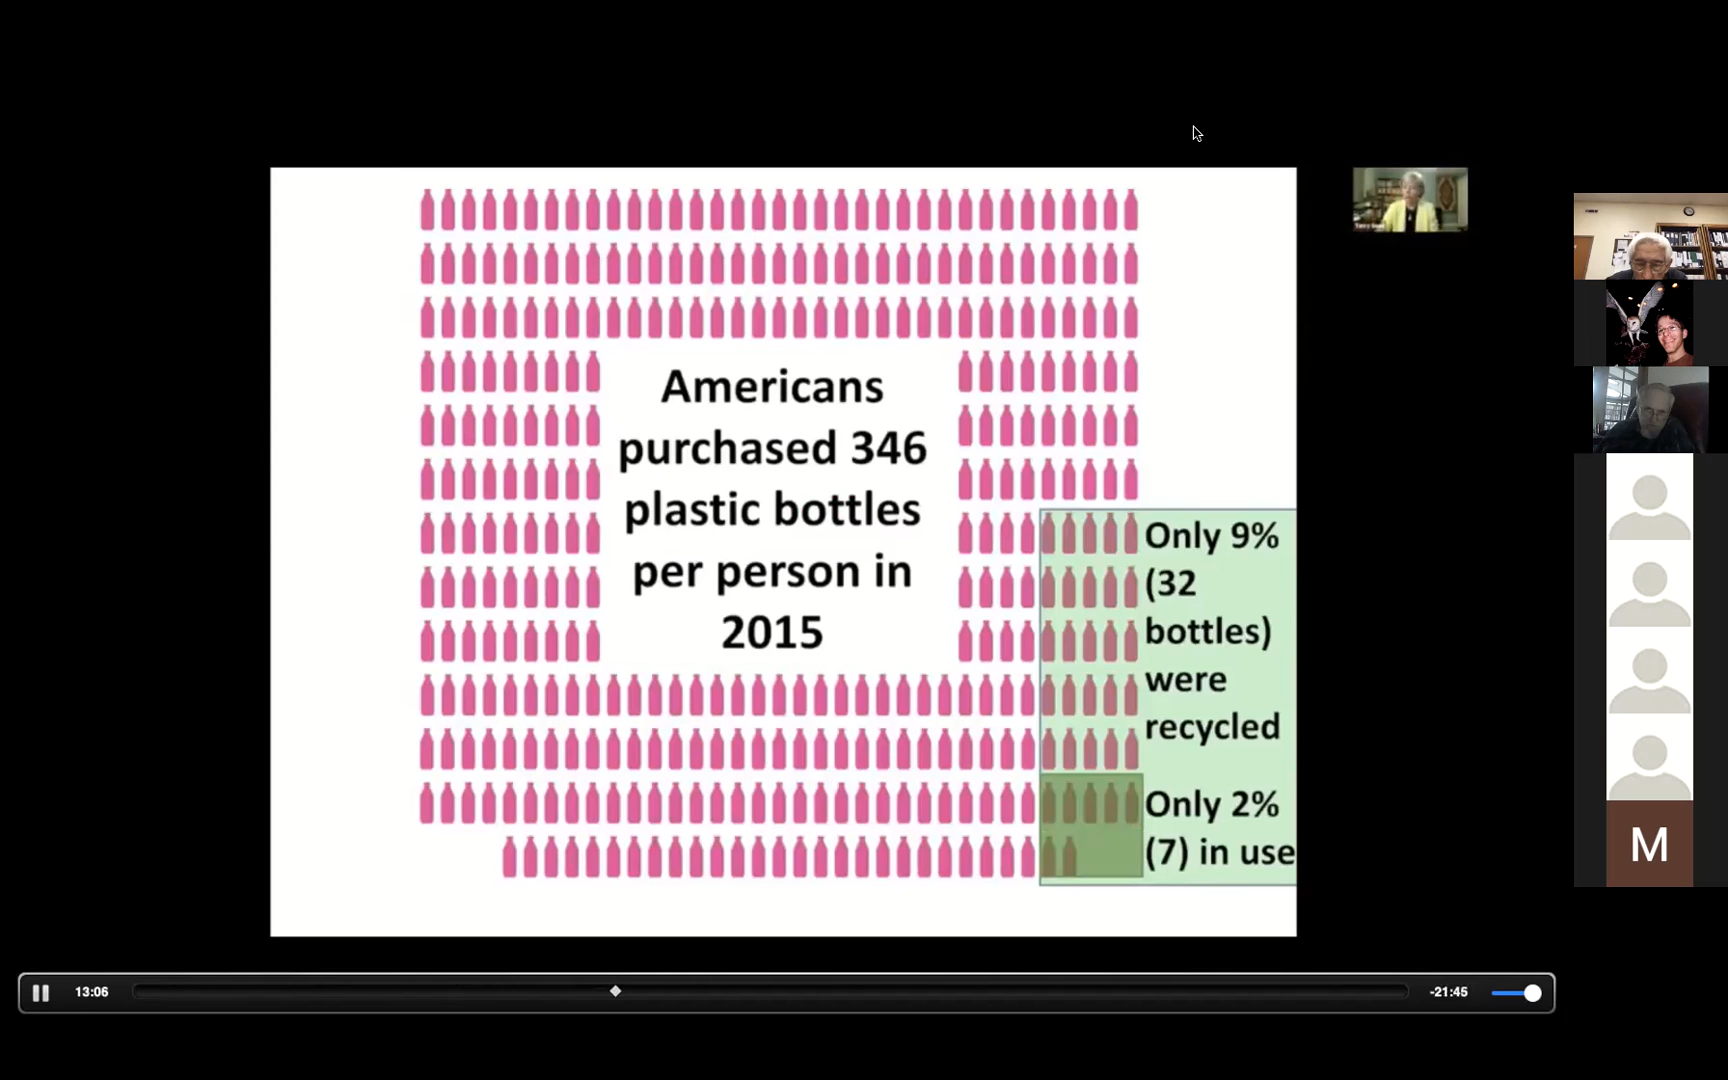 Americans
purchased 346
plastic bottles
per person in
2015
Only 9%
(32
bottles)
were
recycled
Only 2%
(7) in use
M
13:06
-21:45